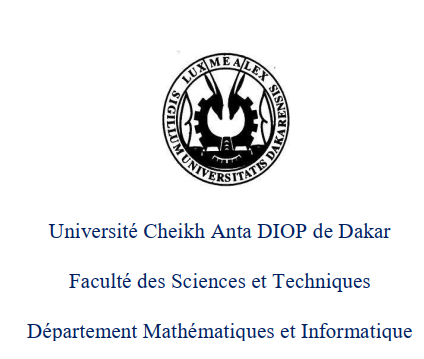 LUX MEA LEX
SIGILLUM UNIVERSITATIS DAKARENSIS
Université Cheikh Anta DIOP de Dakar
Faculté des Sciences et Techniques
Département Mathématiques et Informatique